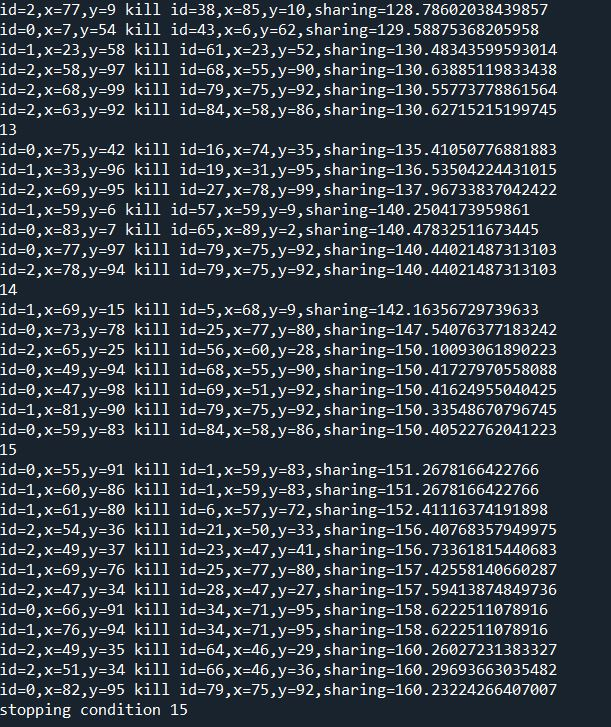 id=2,x=77,y=9 kill id=38,x=85,y=10,sharing=128.78602038439857
id=0,x=7,y=54 kill id=43,x=6,y=62,sharing=129.58875368205958
id=1,x=23,y=58 kill id=61,x=23,y=52,sharing=130.48343599593014
id=2,x=58,y=97 kill id=68,x=55,y=90,sharing=130.63885119833438
id=2,x=68,y=99 kill id=79,x=75,y=92,sharing=130.55773778861564
id=2,x=63,y=92 kill id=84,x=58,y=86,sharing=130.62715215199745
13
id=0,x=75,y=42 kill id=16,x=74,y=35,sharing=135.41050776881883
id=1,x=33,y=96 kill id=19,x=31,y=95,sharing=136.53504224431015
id=2,x=69,y=95 kill id=27,x=78,y=99,sharing=137.96733837042422
id=1,x=59,y=6 kill id=57,x=59,y=9,sharing=140.2504173959861
id=0,x=83,y=7 kill id=65,x=89,y=2,sharing=140.47832511673445
id=0,x=77,y=97 kill id=79,x=75,y=92,sharing=140.44021487313103
id=2,x=78,y=94 kill id=79,x=75,y=92,sharing=140.44021487313103
14
id=1,x=69,y=15 kill id=5,x=68,y=9,sharing=142.16356729739633
id=0,x=73,y=78 kill id=25,x=77,y=80,sharing=147.54076377183242
id=2,x=65,y=25 kill id=56,x=60,y=28,sharing=150.10093061890223
id=0,x=49,y=94 kill id=68,x=55,y=90,sharing=150.41727970558088
id=0,x=47,y=98 kill id=69,x=51,y=92,sharing=150.41624955040425
id=1,x=81,y=90 kill id=79,x=75,y=92,sharing=150.33548670796745
id=0,x=59,y=83 kill id=84,x=58,y=86,sharing=150.40522762041223
15
id=0,x=55,y=91 kill id=1,x=59,y=83,sharing=151.2678166422766
id=1,x=60,y=86 kill id=1,x=59,y=83,sharing=151.2678166422766
id=1,x=61,y=80 kill id=6,x=57,y=72,sharing=152.41116374191898
id=2,x=54,y=36 kill id=21,x=50,y=33,sharing=156.40768357949975
id=2,x=49,y=37 kill id=23,x=47,y=41,sharing=156.73361815440683
id=1,x=69,y=76 kill id=25,x=77,y=80,sharing=157.42558140660287
id=2,x=47,y=34 kill id=28,x=47,y=27,sharing=157.59413874849736
id=0,x=66,y=91 kill id=34,x=71,y=95,sharing=158.6222511078916
id=1,x=76,y=94 kill id=34,x=71,y=95,sharing=158.6222511078916
id=2,x=49,y=35 kill id=64,x=46,y=29,sharing=160.26027231383327
id=2,x=51,y=34 kill id=66,x=46,y=36,sharing=160.29693663035482
id=0,x=82,y=95 kill id=79,x=75,y=92,sharing=160.23224266407007
stopping condition 15